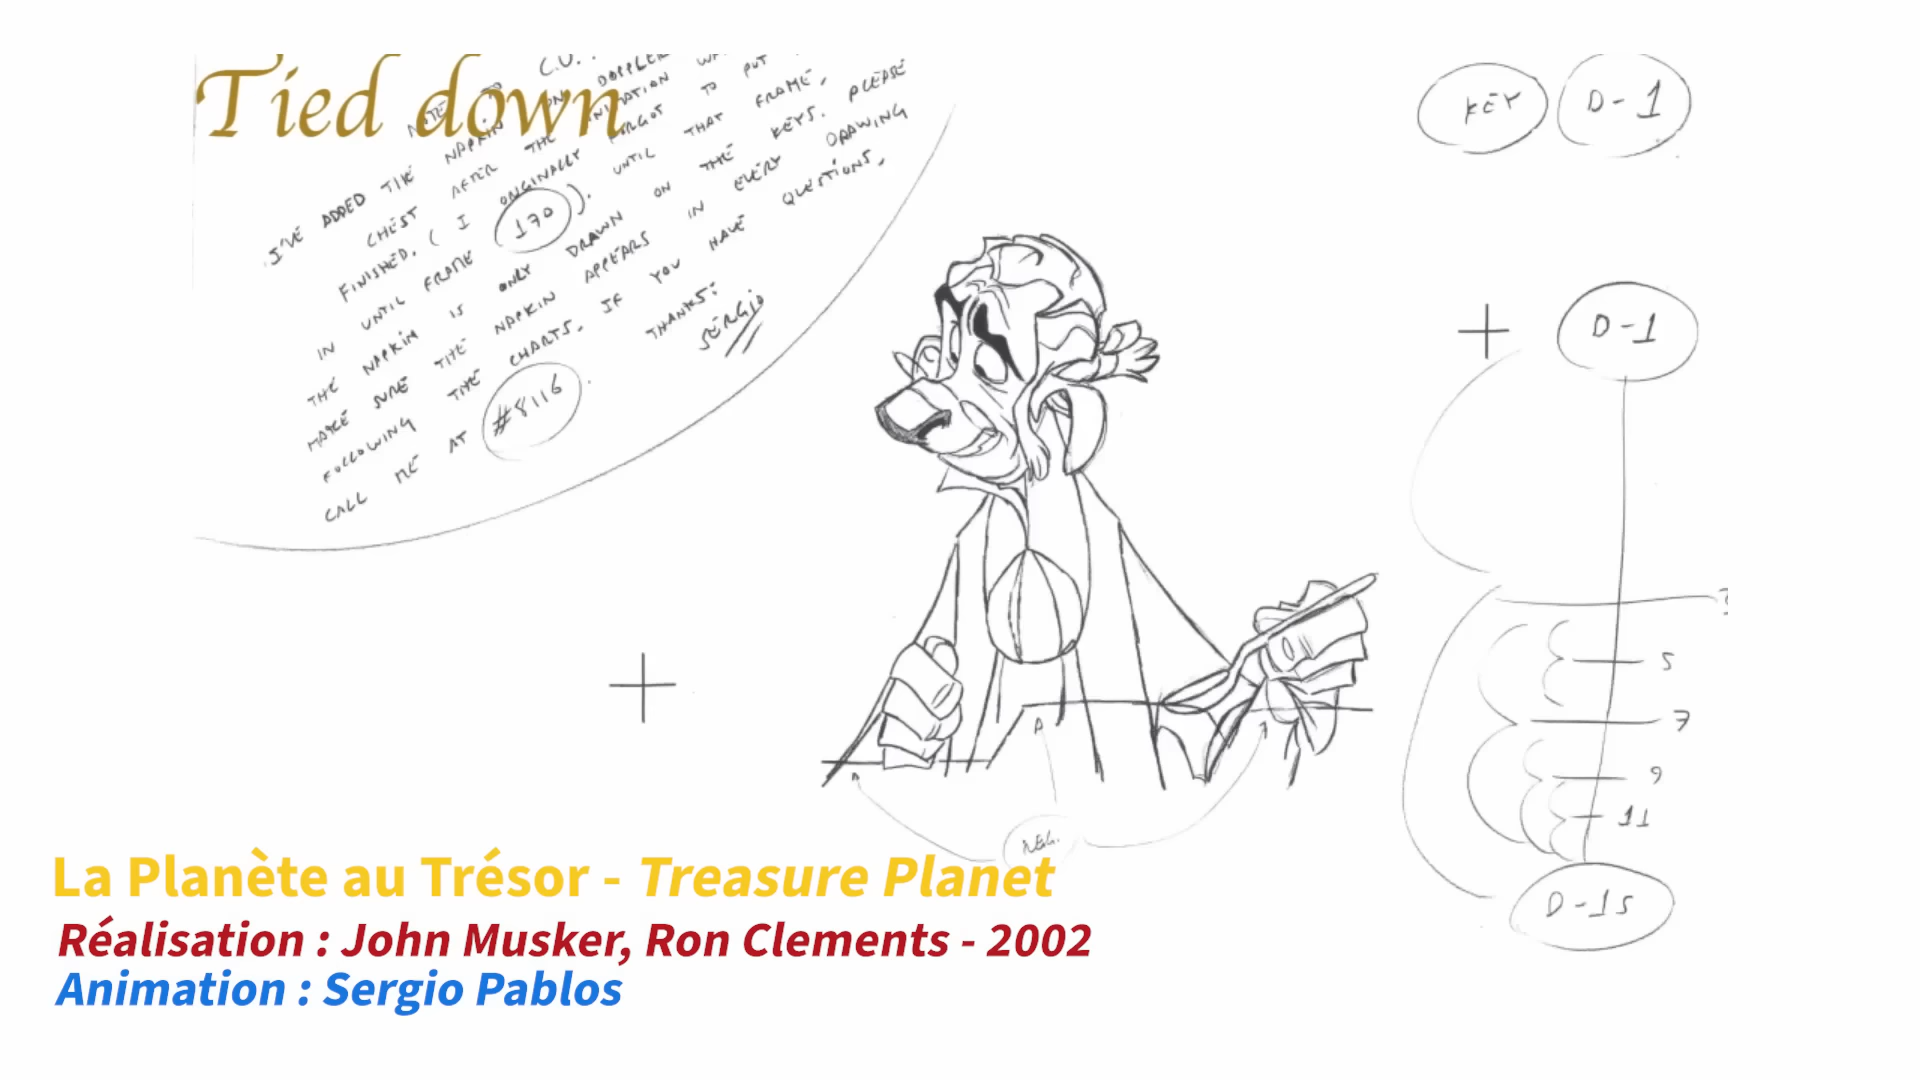 Tied down
NOTE TO C.U.:
I'VE ADDED THE NAPKIN ON DOPPLER
CHEST AFTER THE ANIMATION WAS
FINISHED. ( I ORIGINALLY FORGOT TO PUT
IN UNTIL FRAME 170). UNTIL THAT FRAME,
THE NAPKIN IS ONLY DRAWN ON THE KEYS. PLEASE
MAKE SURE THE NAPKIN APPEARS IN EVERY DRAWING
FOLLOWING THE CHARTS. IF YOU HAVE QUESTIONS,
CALL ME AT #8116.
THANKS!
SERGIO
KEY D-1
D-1
5
7
9
11
D-15
A
A
A
REG.
La Planète au Trésor - Treasure Planet
Réalisation : John Musker, Ron Clements - 2002
Animation : Sergio Pablos